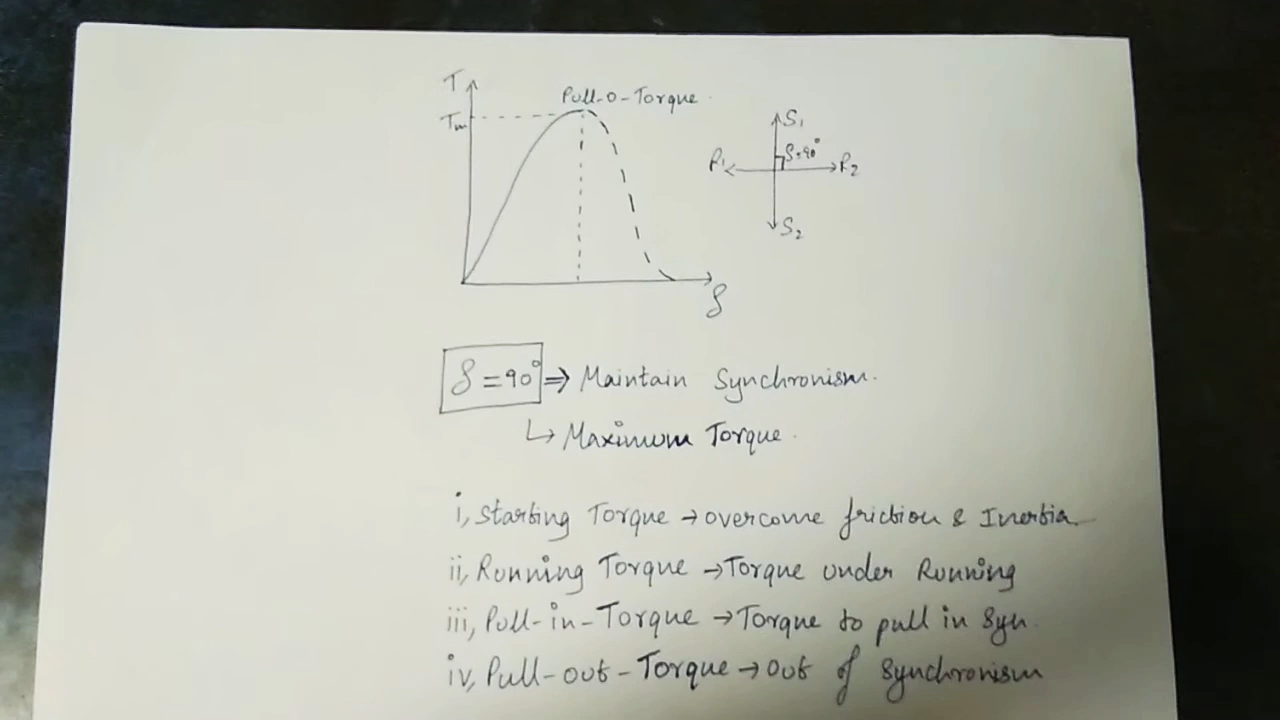 T
Pull-o-Torque
Tm
S1
δ=90°
P1
P2
S2
δ
δ=90° ⇒ Maintain Synchronism.
↳ Maximum Torque.
i, Starting Torque → overcome friction & Inertia.
ii, Running Torque → Torque under Running
iii, Pull-in-Torque → Torque to pull in Syn.
iv, Pull-out-Torque → Out of Synchronism